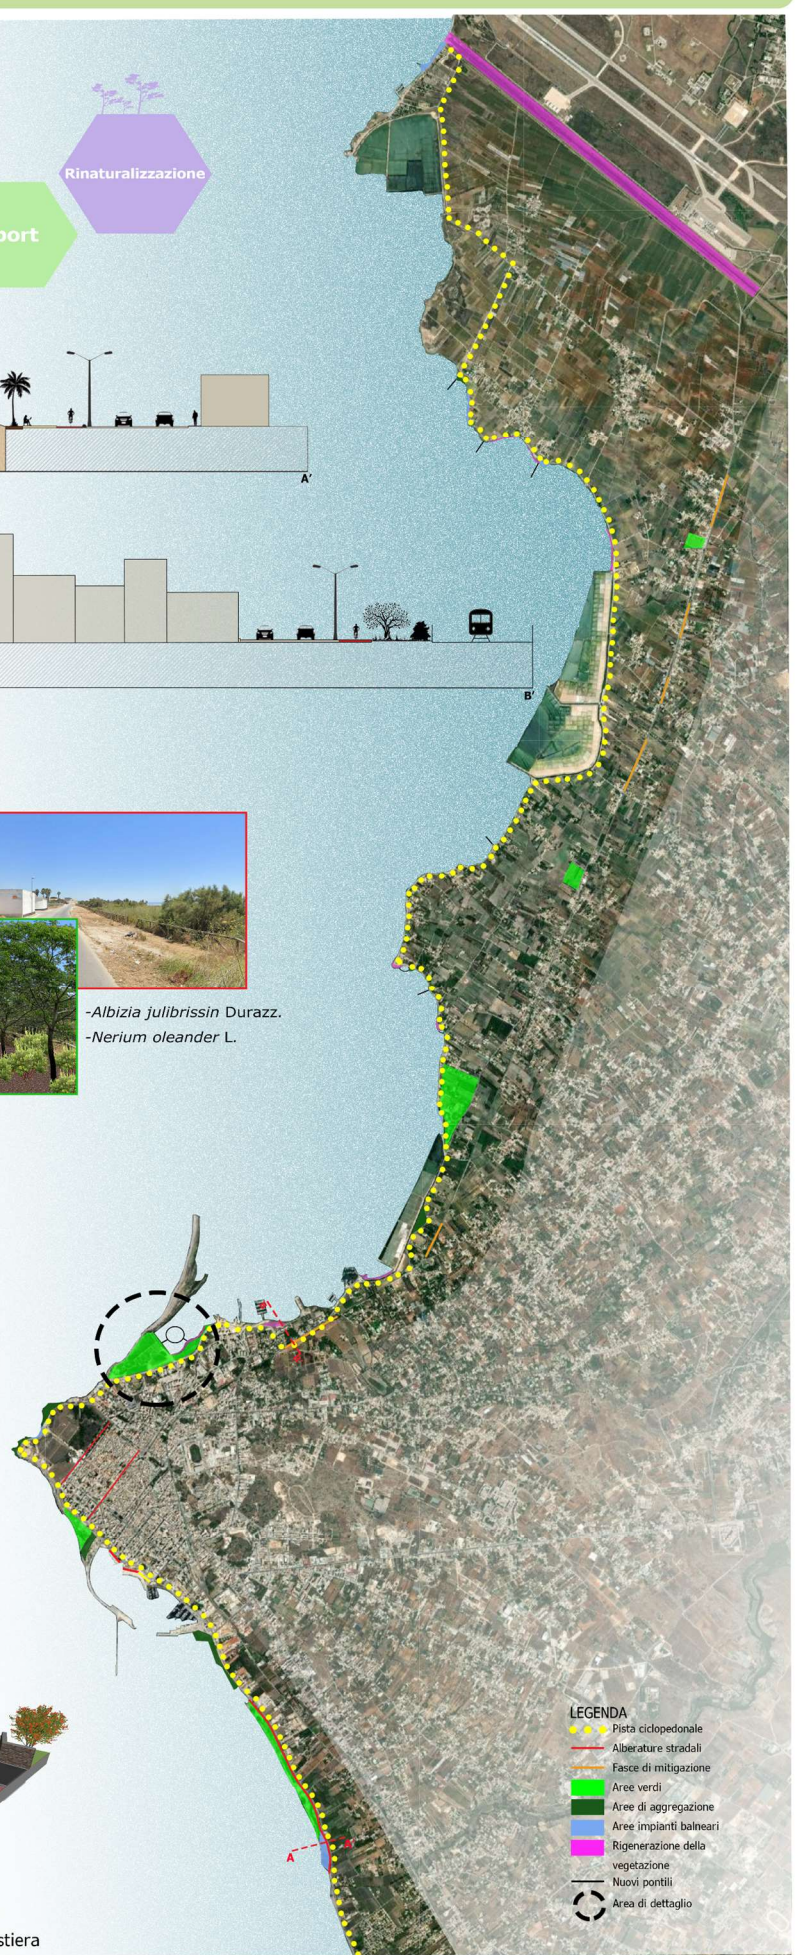 Rinaturalizzazione
port
A'
B'
-Albizia julibrissin Durazz.
-Nerium oleander L.
A
LEGENDA
Pista ciclopedonale
Alberature stradali
Fasce di mitigazione
Aree verdi
Aree di aggregazione
Aree impianti balneari
Rigenerazione della
vegetazione
Nuovi pontili
Area di dettaglio
stiera